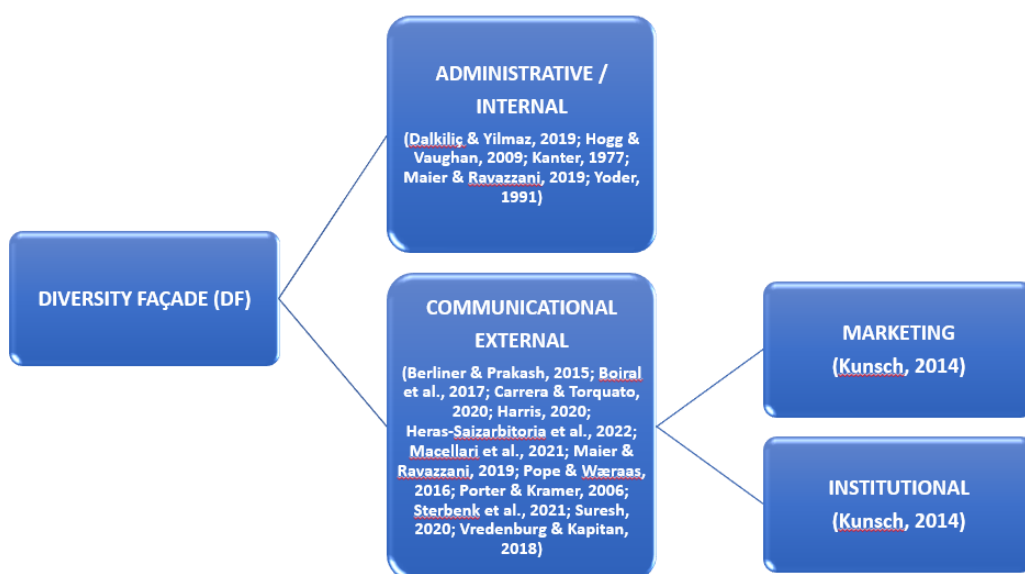 ADMINISTRATIVE /
INTERNAL
(Dalkiliç & Yilmaz, 2019; Hogg &
Vaughan, 2009; Kanter, 1977;
Maier & Ravazzani, 2019; Yoder,
1991)
DIVERSITY FAÇADE (DF)
COMMUNICATIONAL
EXTERNAL
(Berliner & Prakash, 2015; Boiral
et al., 2017; Carrera & Torquato,
2020; Harris, 2020;
Heras-Saizarbitoria et al., 2022;
Macellari et al., 2021; Maier &
Ravazzani, 2019; Pope & Wæraas,
2016; Porter & Kramer, 2006;
Sterbenk et al., 2021; Suresh,
2020; Vredenburg & Kapitan,
2018)
MARKETING
(Kunsch, 2014)
INSTITUTIONAL
(Kunsch, 2014)